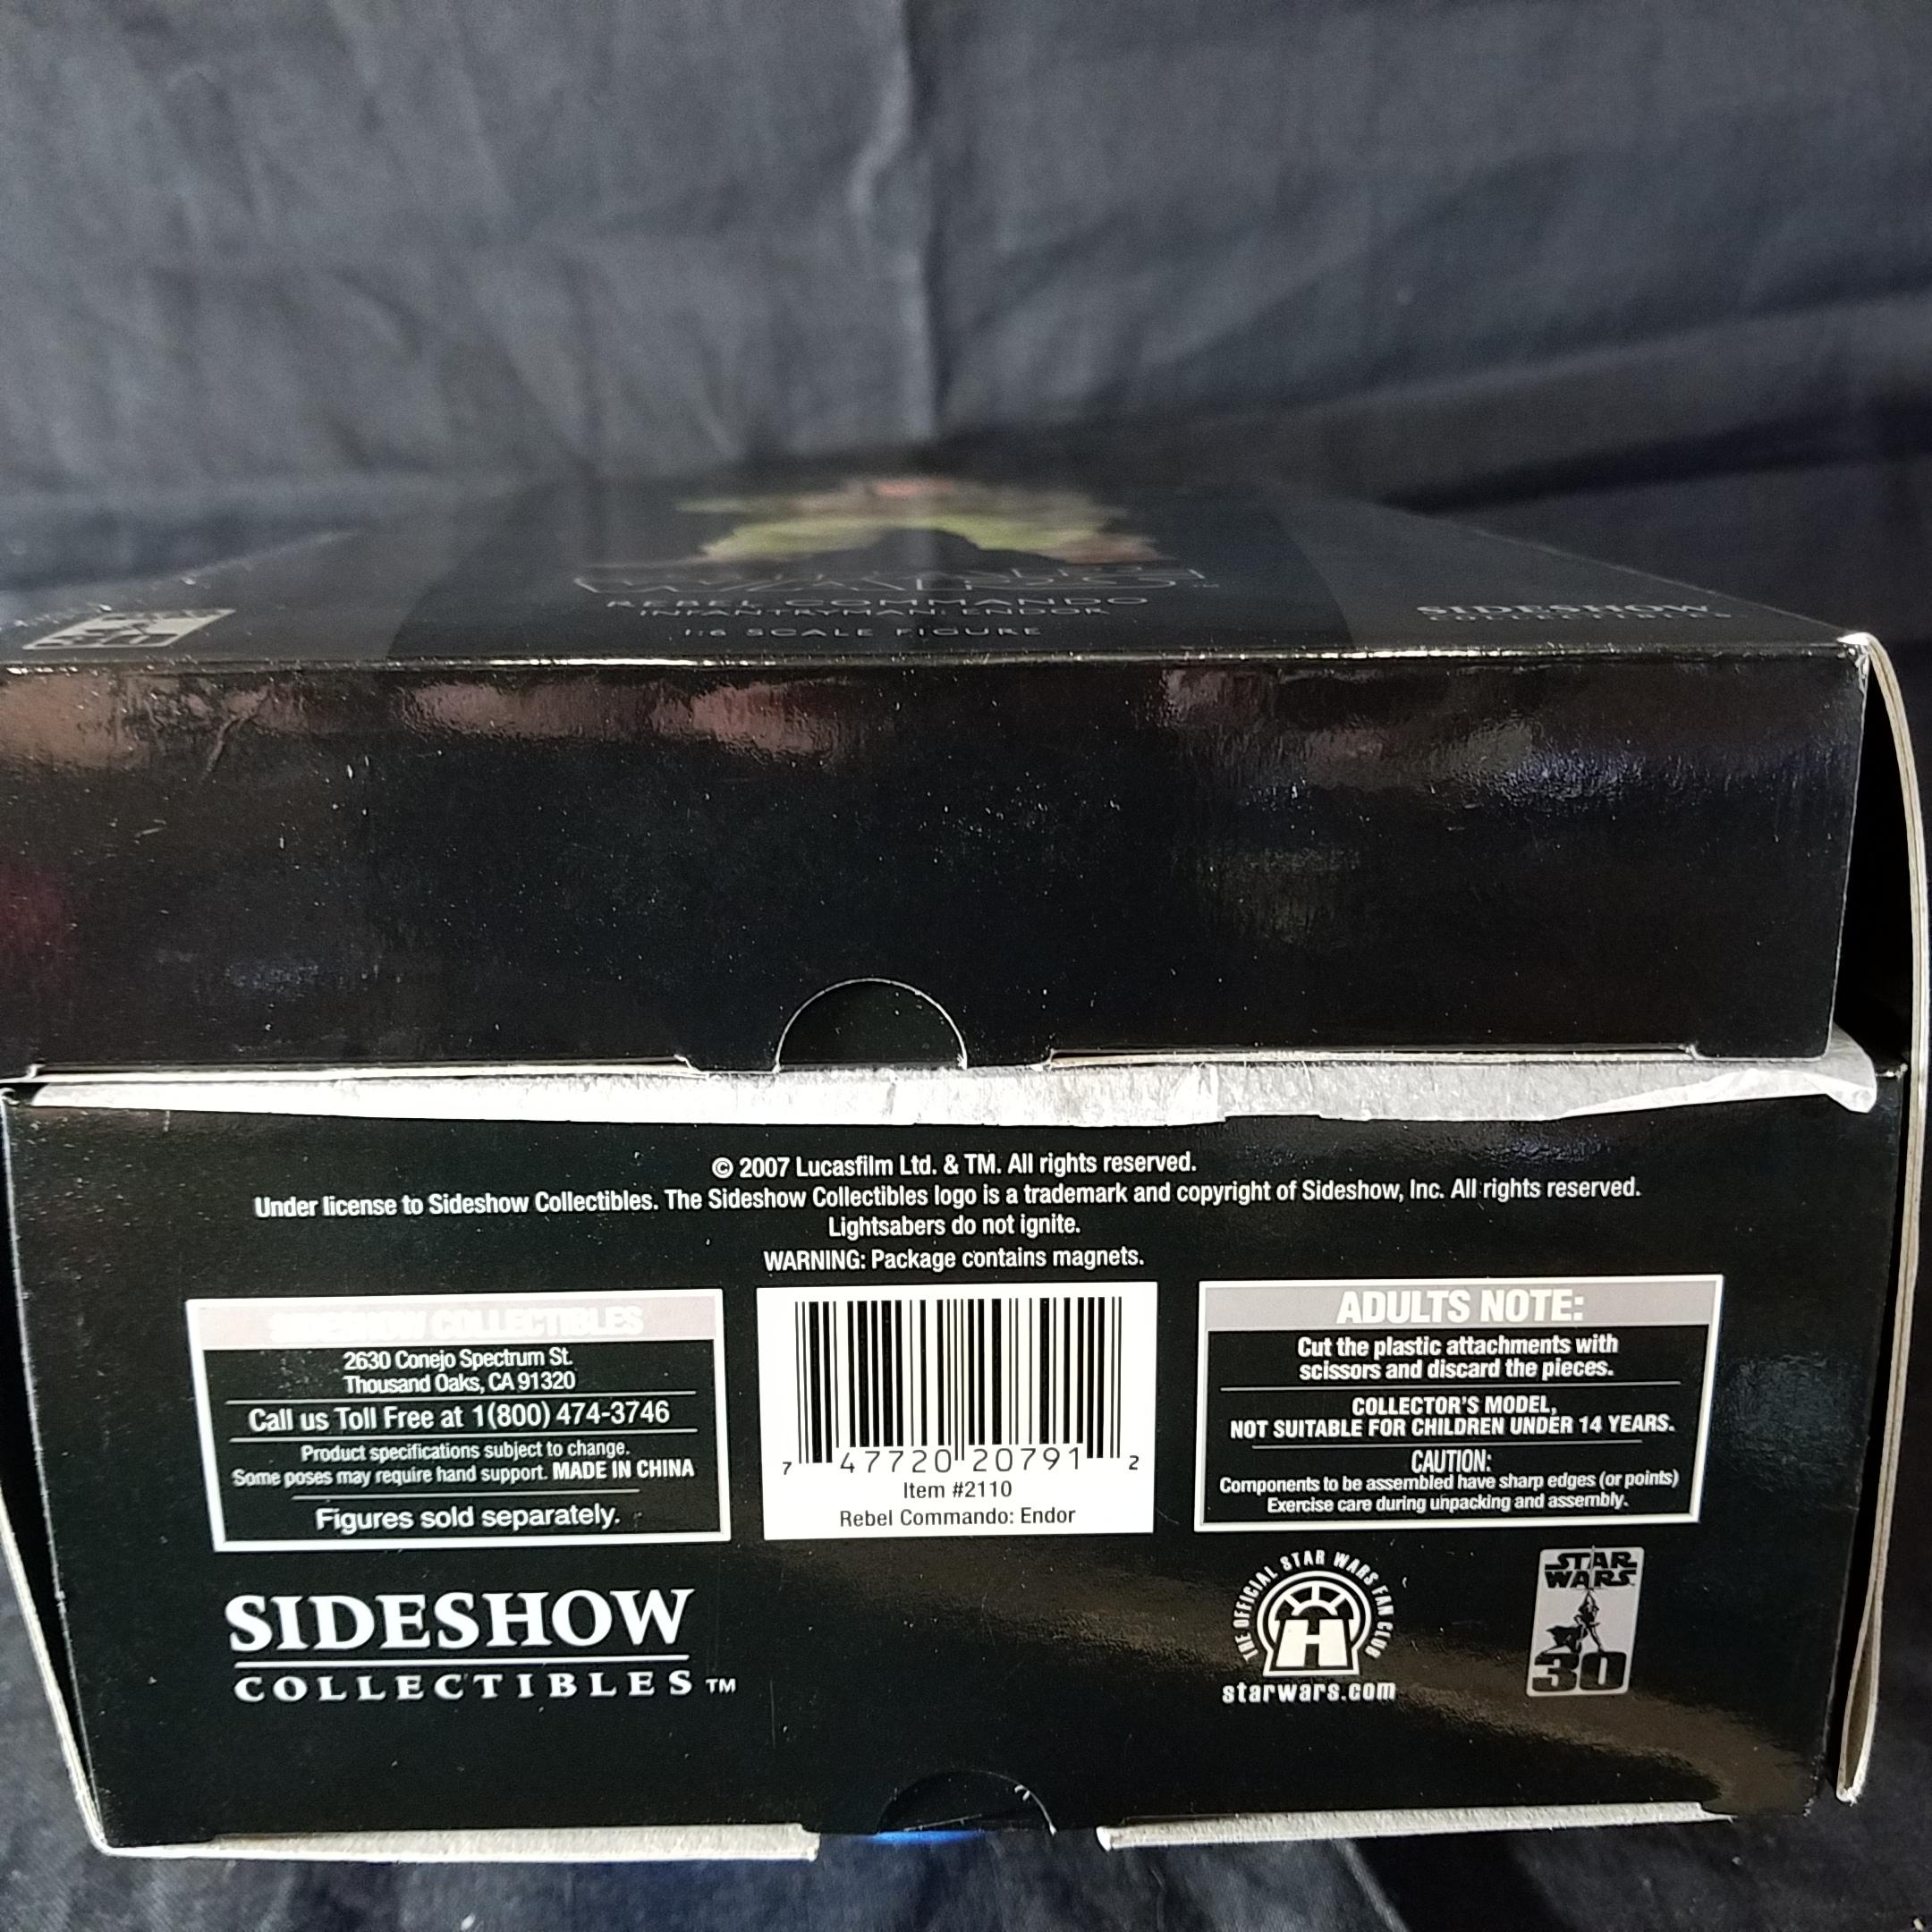 STAR
WARS
REBEL COMMANDO
INFANTRYMAN: ENDOR
1:6 SCALE FIGURE
SIDESHOW
COLLECTIBLES
© 2007 Lucasfilm Ltd. & TM. All rights reserved.
Under license to Sideshow Collectibles. The Sideshow Collectibles logo is a trademark and copyright of Sideshow, Inc. All rights reserved.
Lightsabers do not ignite.
WARNING: Package contains magnets.
SIDESHOW COLLECTIBLES
2630 Conejo Spectrum St.
Thousand Oaks, CA 91320
Call us Toll Free at 1(800) 474-3746
Product specifications subject to change.
Some poses may require hand support. MADE IN CHINA
Figures sold separately.
7 47720 20791 2
Item #2110
Rebel Commando: Endor
ADULTS NOTE:
Cut the plastic attachments with
scissors and discard the pieces.
COLLECTOR'S MODEL,
NOT SUITABLE FOR CHILDREN UNDER 14 YEARS.
CAUTION:
Components to be assembled have sharp edges (or points)
Exercise care during unpacking and assembly.
SIDESHOW
COLLECTIBLES™
THE OFFICIAL STAR WARS FAN CLUB
H
starwars.com
STAR
WARS
30